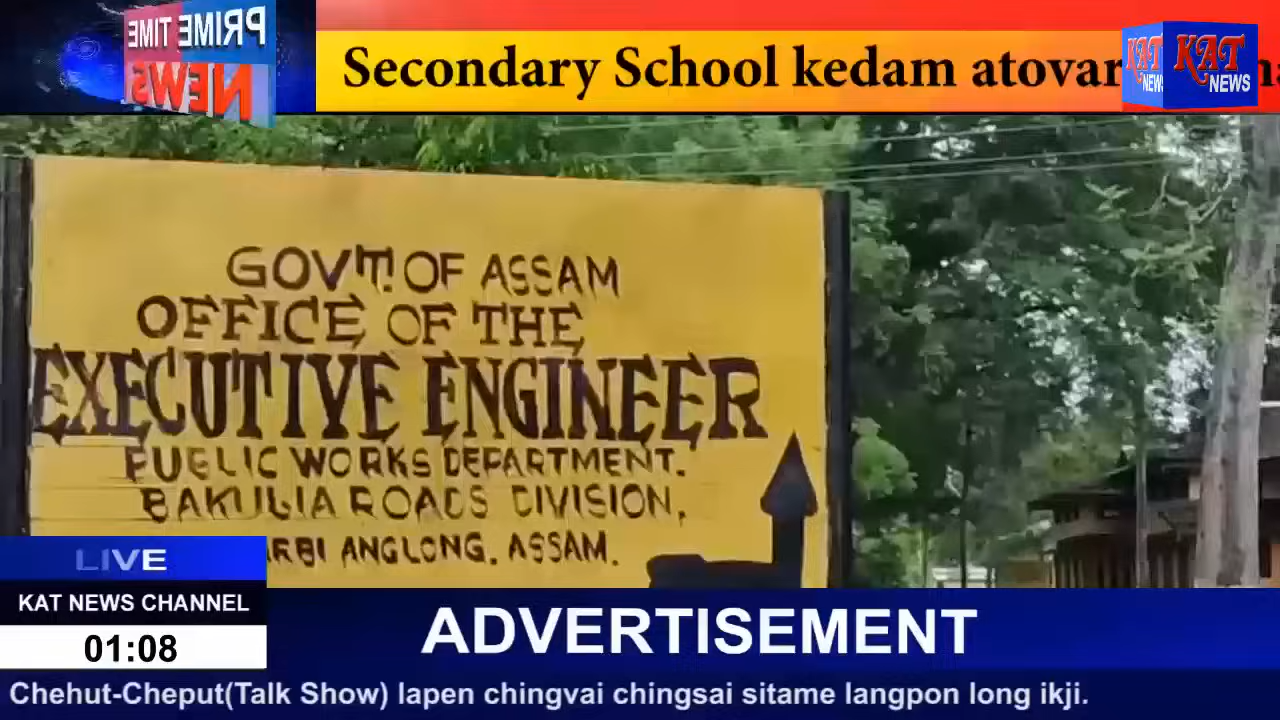 PRIME TIME
NEWS
Secondary School kedam atovar
KAT
NEWS
KAT
NEWS
GOVT. OF ASSAM
OFFICE OF THE
EXECUTIVE ENGINEER
PUBLIC WORKS DEPARTMENT.
BAKULIA ROADS DIVISION,
ANGLONG. ASSAM.
LIVE
KAT NEWS CHANNEL
01:08
ADVERTISEMENT
Chehut-Cheput(Talk Show) lapen chingvai chingsai sitame langpon long ikji.